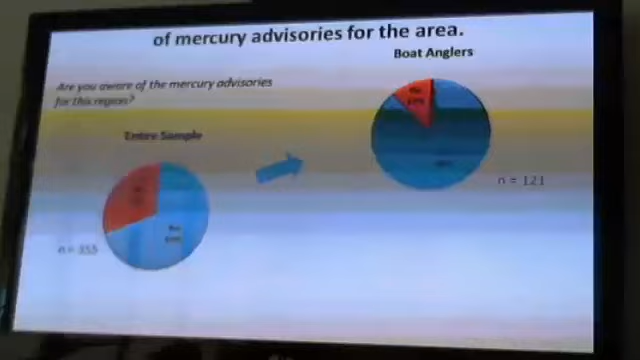 of mercury advisories for the area.
Boat Anglers
Are you aware of the mercury advisories
for this region?
Entire Sample
n = 121
n = 355